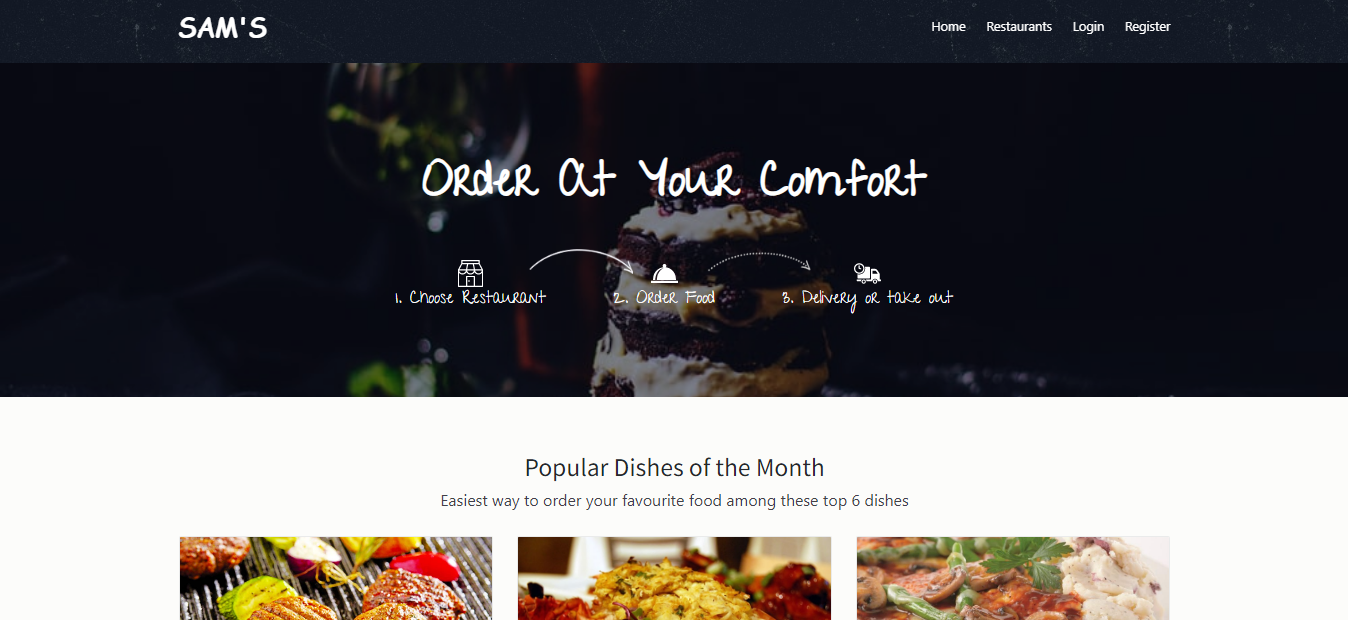 SAM'S
Home Restaurants Login Register
Order At Your Comfort
1. Choose Restaurant
2. Order Food
3. Delivery or take out
Popular Dishes of the Month
Easiest way to order your favourite food among these top 6 dishes